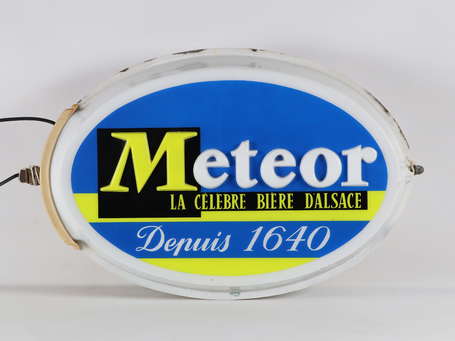 Meteor
LA CELEBRE BIERE DALSACE
Depuis 1640